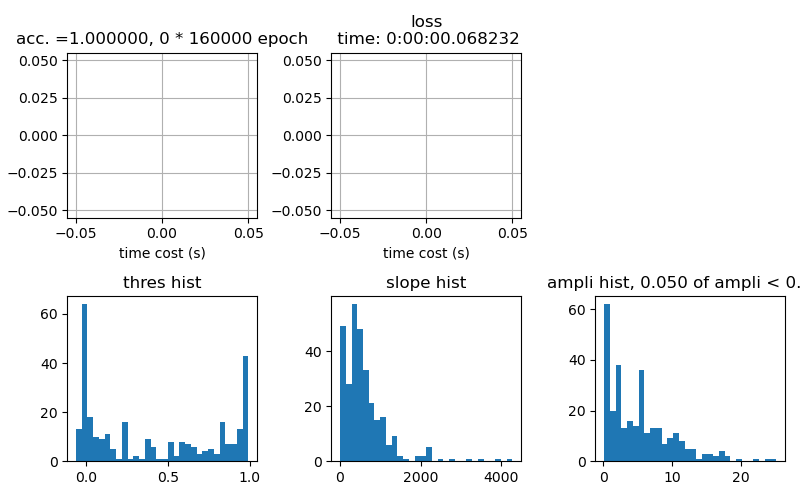 acc. =1.000000, 0 * 160000 epoch
0.050
0.025
0.000
−0.025
−0.050
−0.05 0.00 0.05
time cost (s)
loss
time: 0:00:00.068232
0.050
0.025
0.000
−0.025
−0.050
−0.05 0.00 0.05
time cost (s)
thres hist
60
40
20
0
0.0 0.5 1.0
slope hist
40
20
0
0 2000 4000
ampli hist, 0.050 of ampli < 0.
60
40
20
0
0 10 20